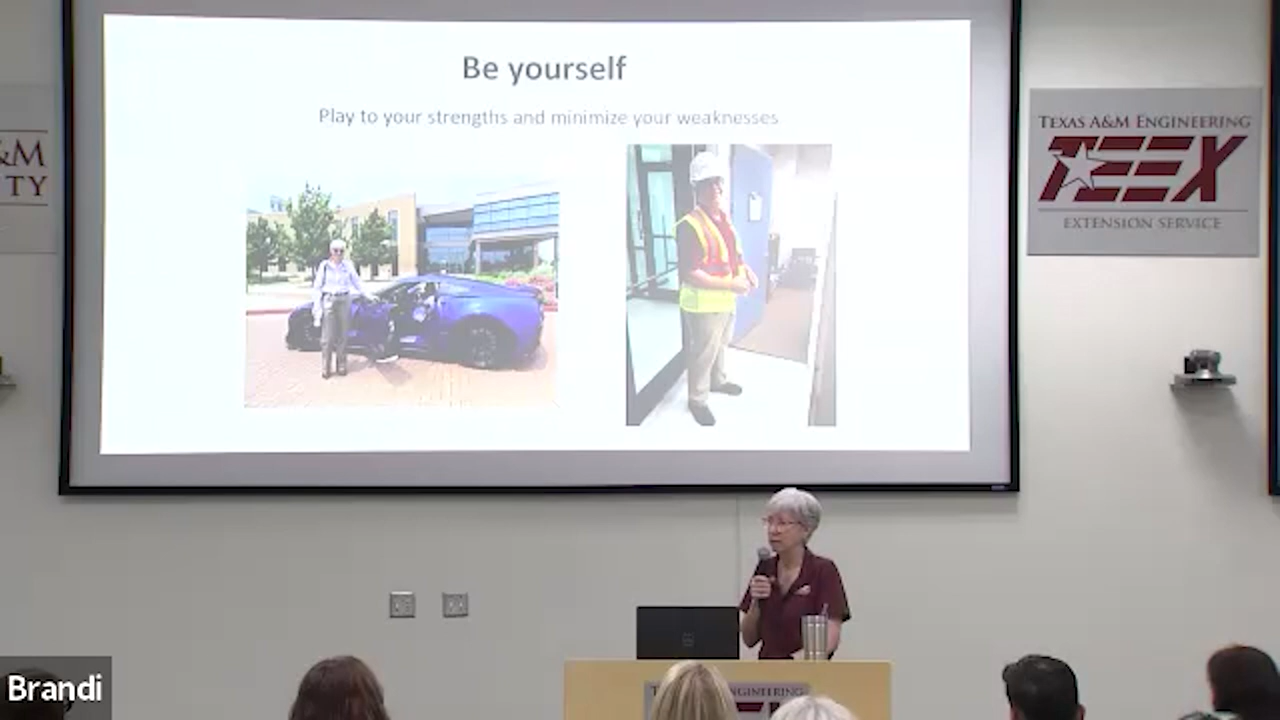 Be yourself
Play to your strengths and minimize your weaknesses
&M
TY
TEXAS A&M ENGINEERING
TEEX
EXTENSION SERVICE
Brandi